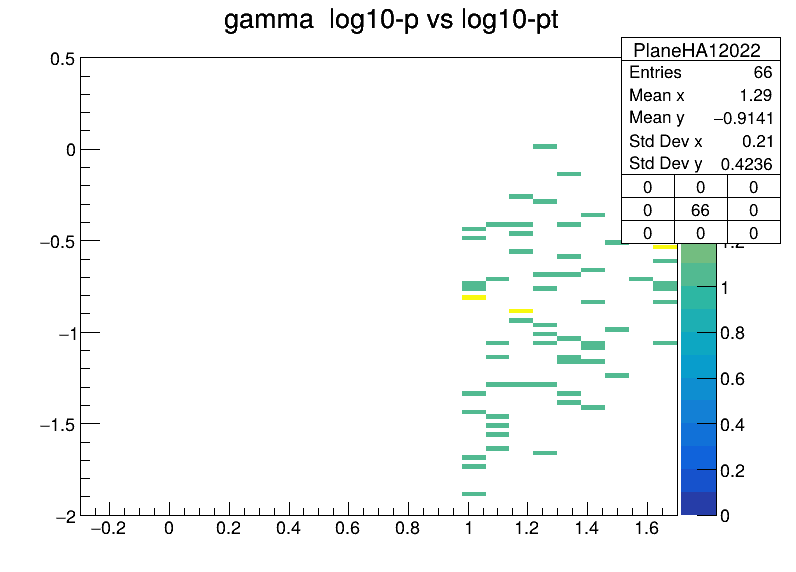 gamma  log10-p vs log10-pt
PlaneHA12022
Entries 66
Mean x 1.29
Mean y −0.9141
Std Dev x 0.21
Std Dev y 0.4236
0 0 0
0 66 0
0 0 0
0.5
0
−0.5
−1
−1.5
−2
−0.2 0 0.2 0.4 0.6 0.8 1 1.2 1.4 1.6
1.2
1
0.8
0.6
0.4
0.2
0